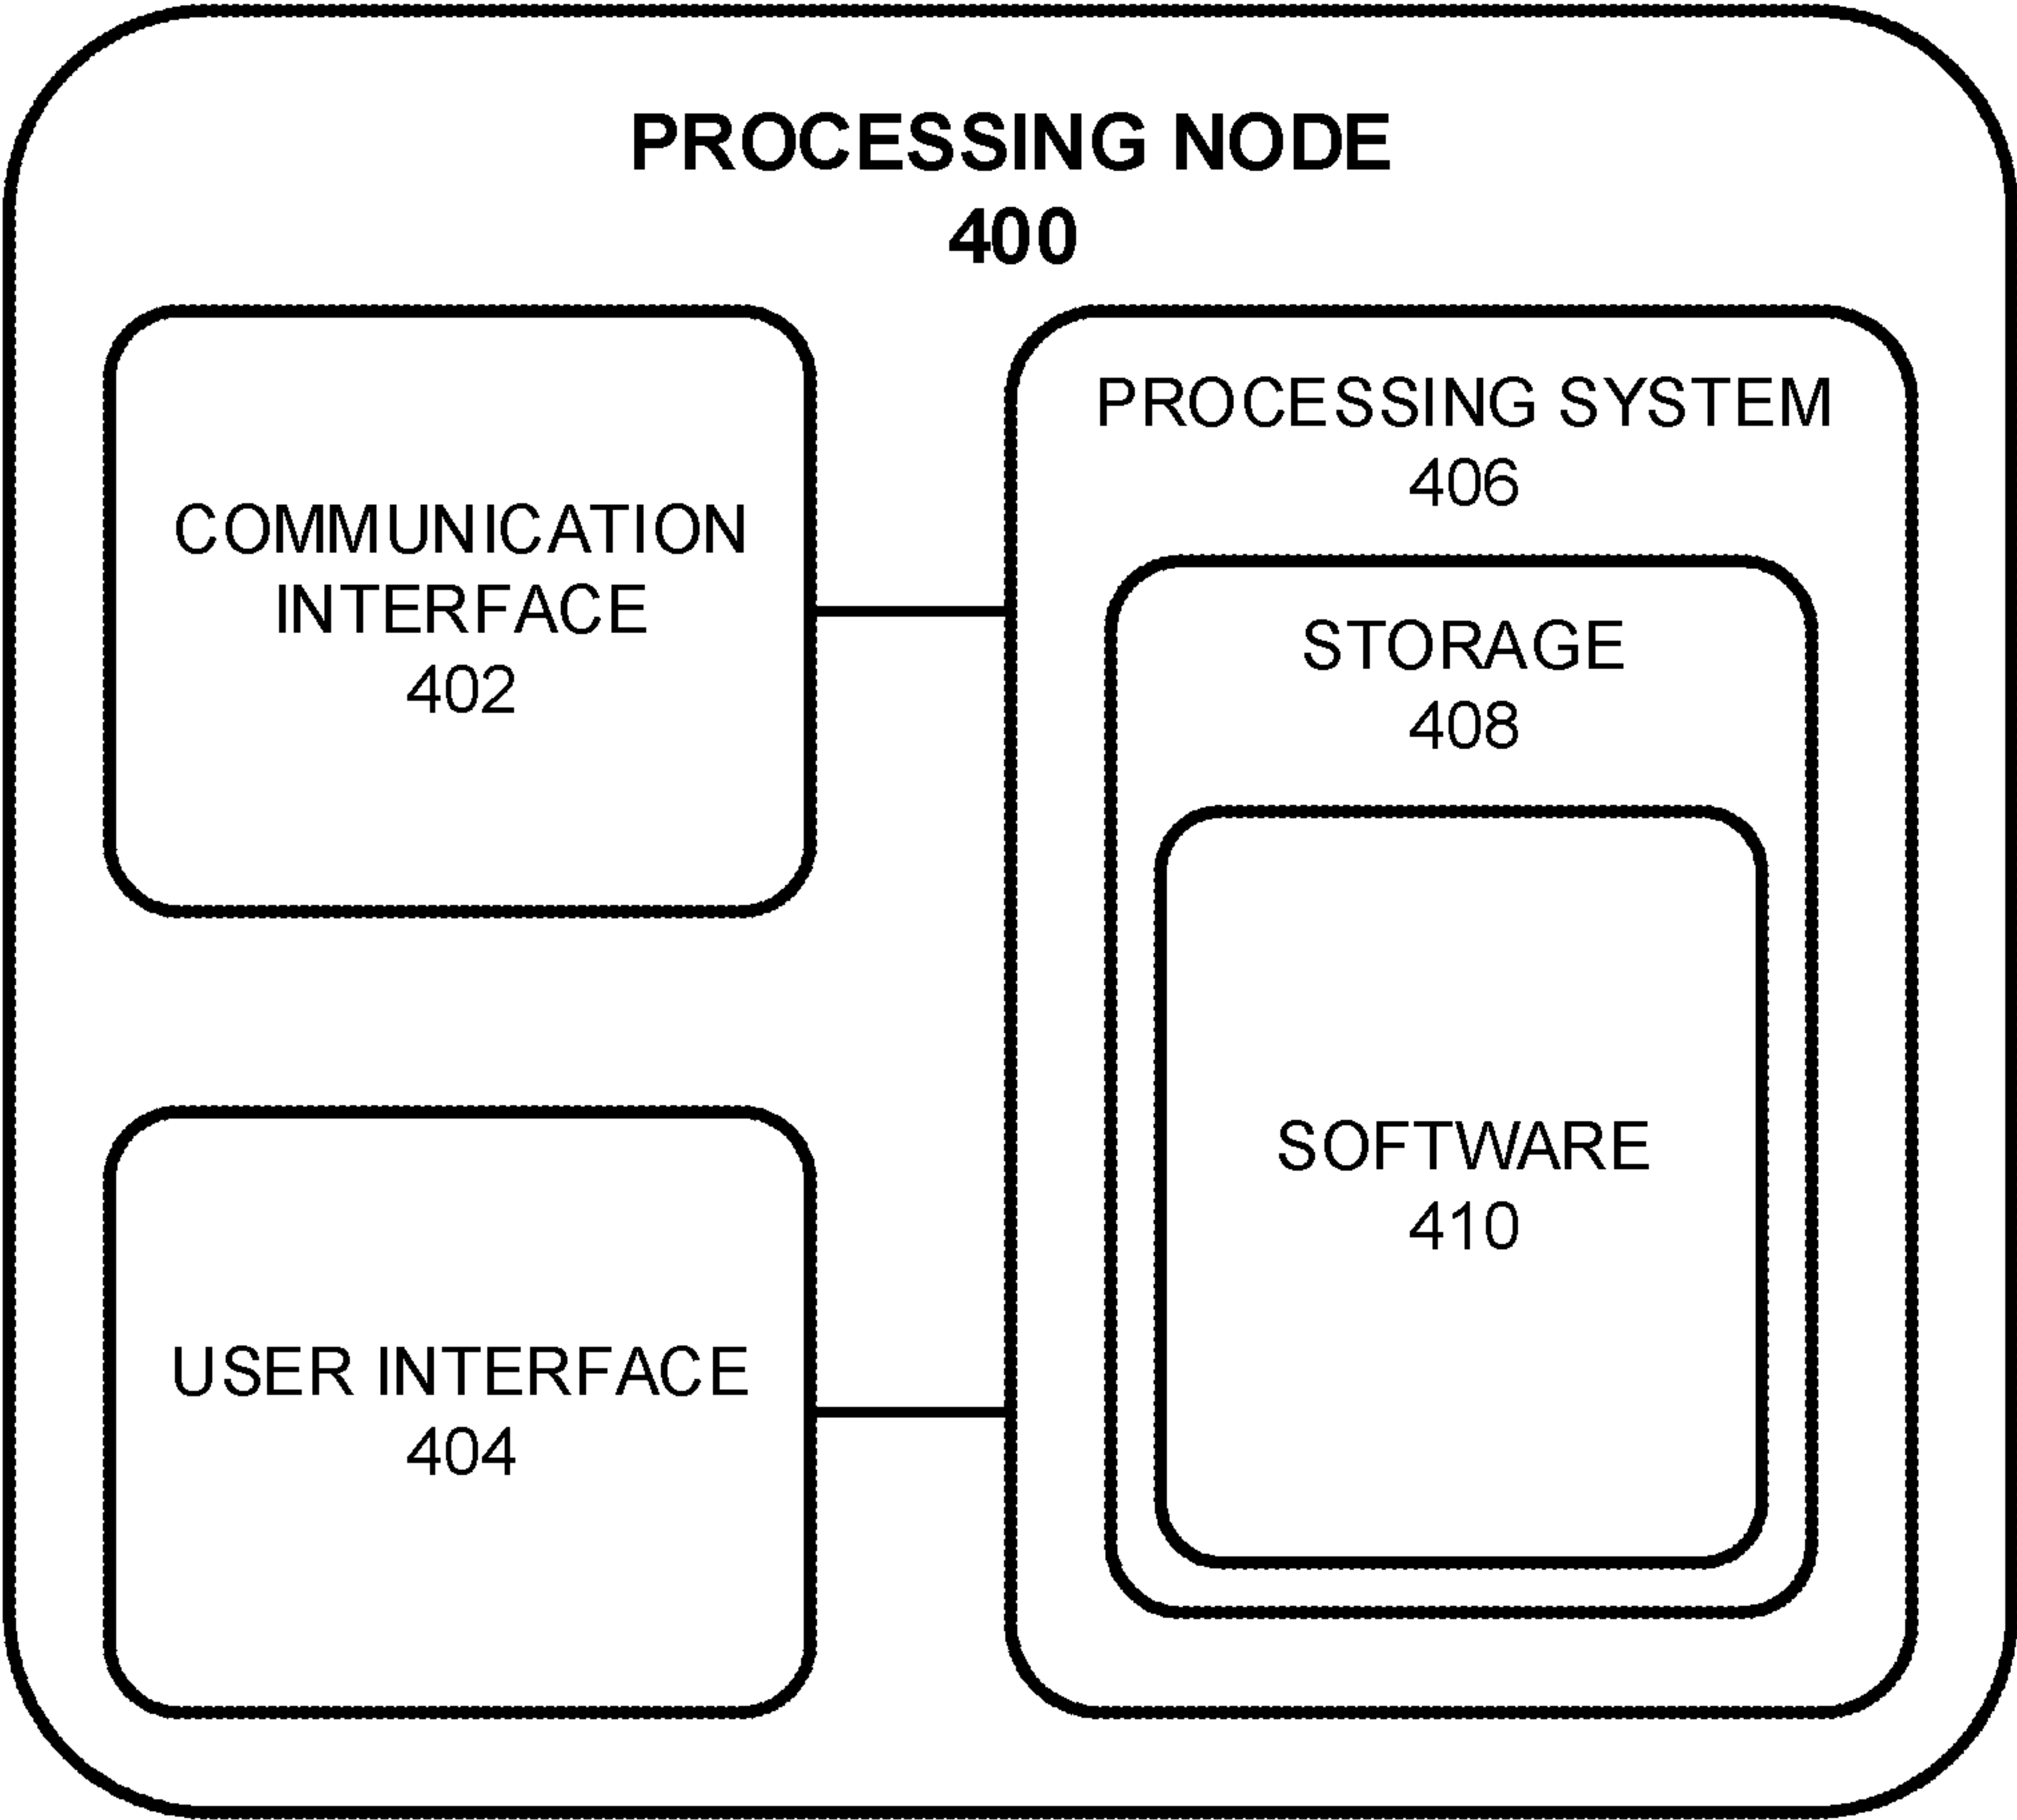 PROCESSING NODE
400
COMMUNICATION
INTERFACE
402
USER INTERFACE
404
PROCESSING SYSTEM
406
STORAGE
408
SOFTWARE
410